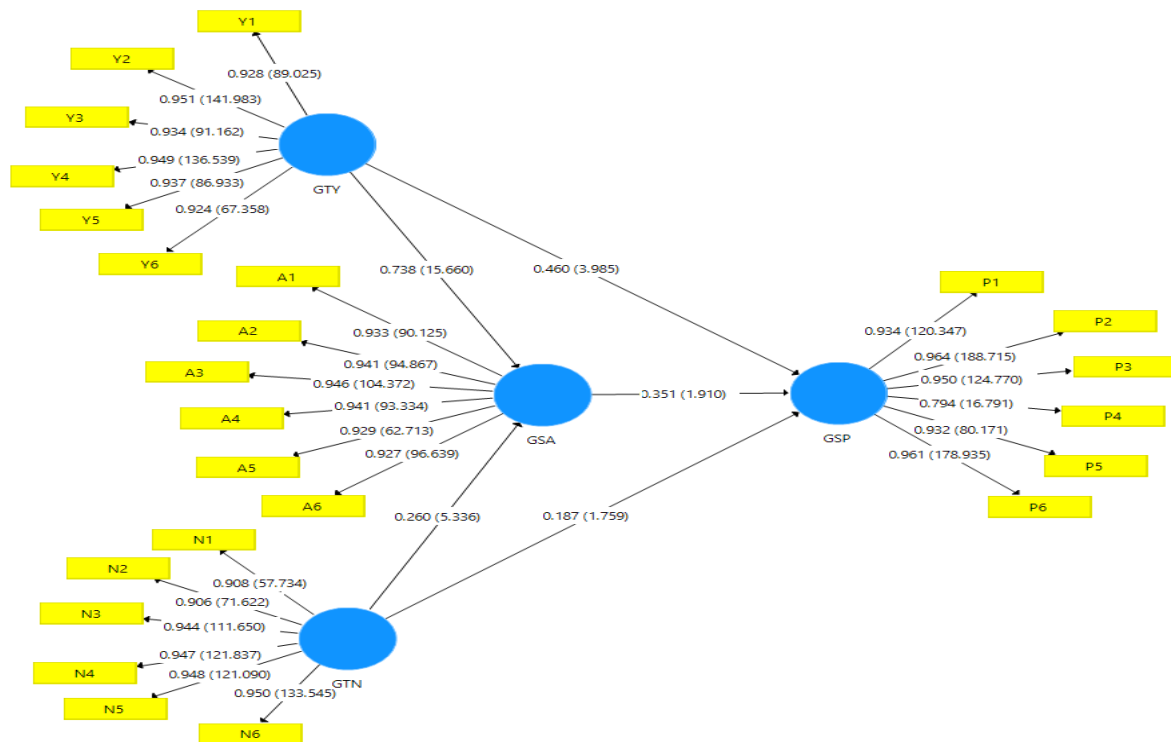 Y1
Y2
0.928 (89.025)
0.951 (141.983)
Y3
0.934 (91.162)
0.949 (136.539)
Y4
0.937 (86.933)
GTY
Y5
0.924 (67.358)
Y6
0.738 (15.660)
0.460 (3.985)
A1
P1
A2
0.933 (90.125)
0.934 (120.347)
P2
0.941 (94.867)
0.964 (188.715)
A3
0.946 (104.372)
0.950 (124.770)
P3
0.941 (93.334)
0.351 (1.910)
0.794 (16.791)
A4
P4
0.929 (62.713)
0.932 (80.171)
GSA
GSP
A5
0.927 (96.639)
0.961 (178.935)
P5
A6
P6
0.260 (5.336)
0.187 (1.759)
N1
N2
0.908 (57.734)
0.906 (71.622)
N3
0.944 (111.650)
0.947 (121.837)
N4
0.948 (121.090)
GTN
0.950 (133.545)
N5
N6